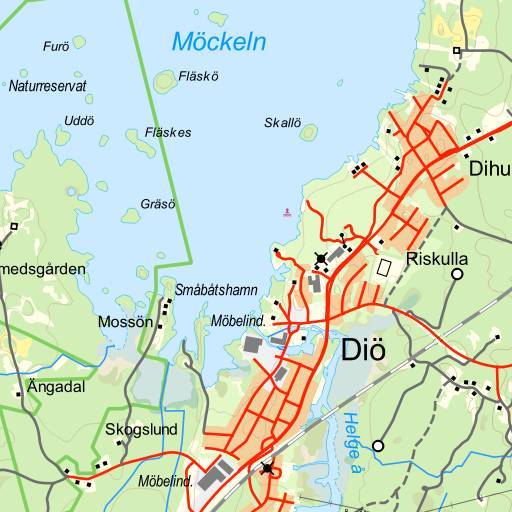 Möckeln
Furö
Fläskö
Naturreservat
Uddö
Fläskes
Skallö
Dihu
Gräsö
Riskulla
medsgården
Småbåtshamn
Mossön
Möbelind.
Diö
Ängadal
Helge å
Skogslund
Möbelind.